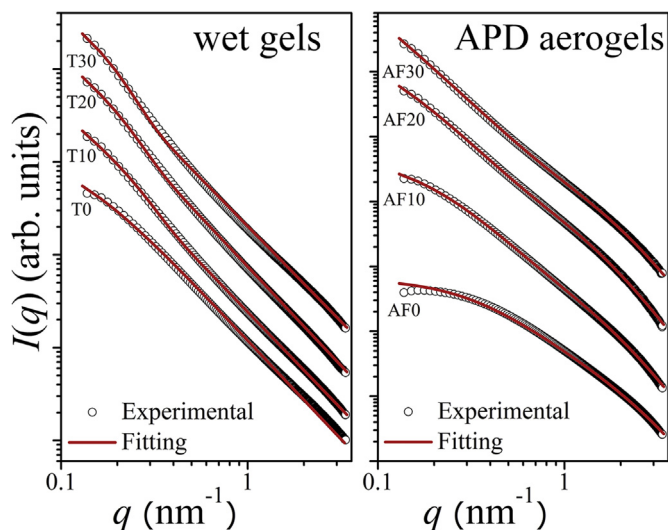 wet gels
T30
T20
T10
T0
I(q) (arb. units)
Experimental
Fitting
0.1
1
q (nm⁻¹)
APD aerogels
AF30
AF20
AF10
AF0
Experimental
Fitting
0.1
1
q (nm⁻¹)